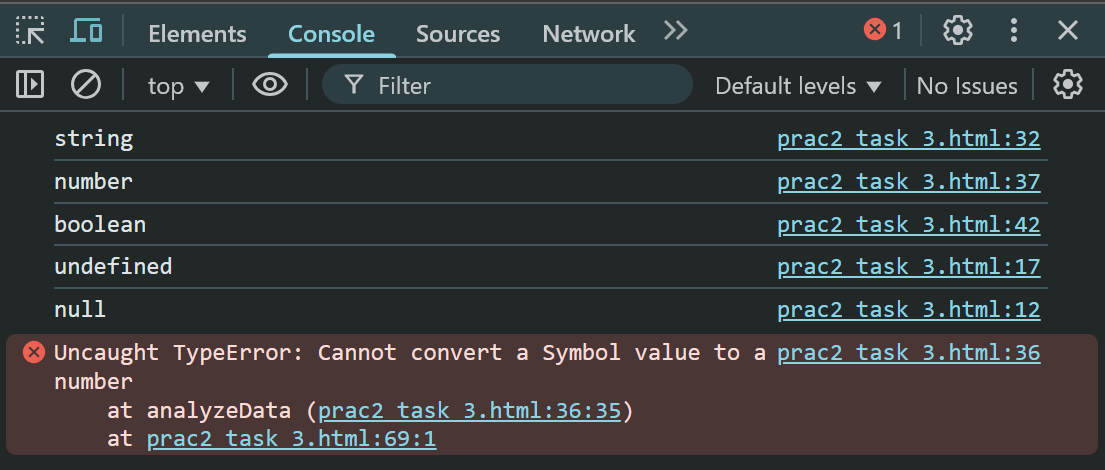 Elements Console Sources Network 1
top Filter Default levels No Issues
string prac2 task 3.html:32
number prac2 task 3.html:37
boolean prac2 task 3.html:42
undefined prac2 task 3.html:17
null prac2 task 3.html:12
Uncaught TypeError: Cannot convert a Symbol value to a prac2 task 3.html:36
number
at analyzeData (prac2 task 3.html:36:35)
at prac2 task 3.html:69:1